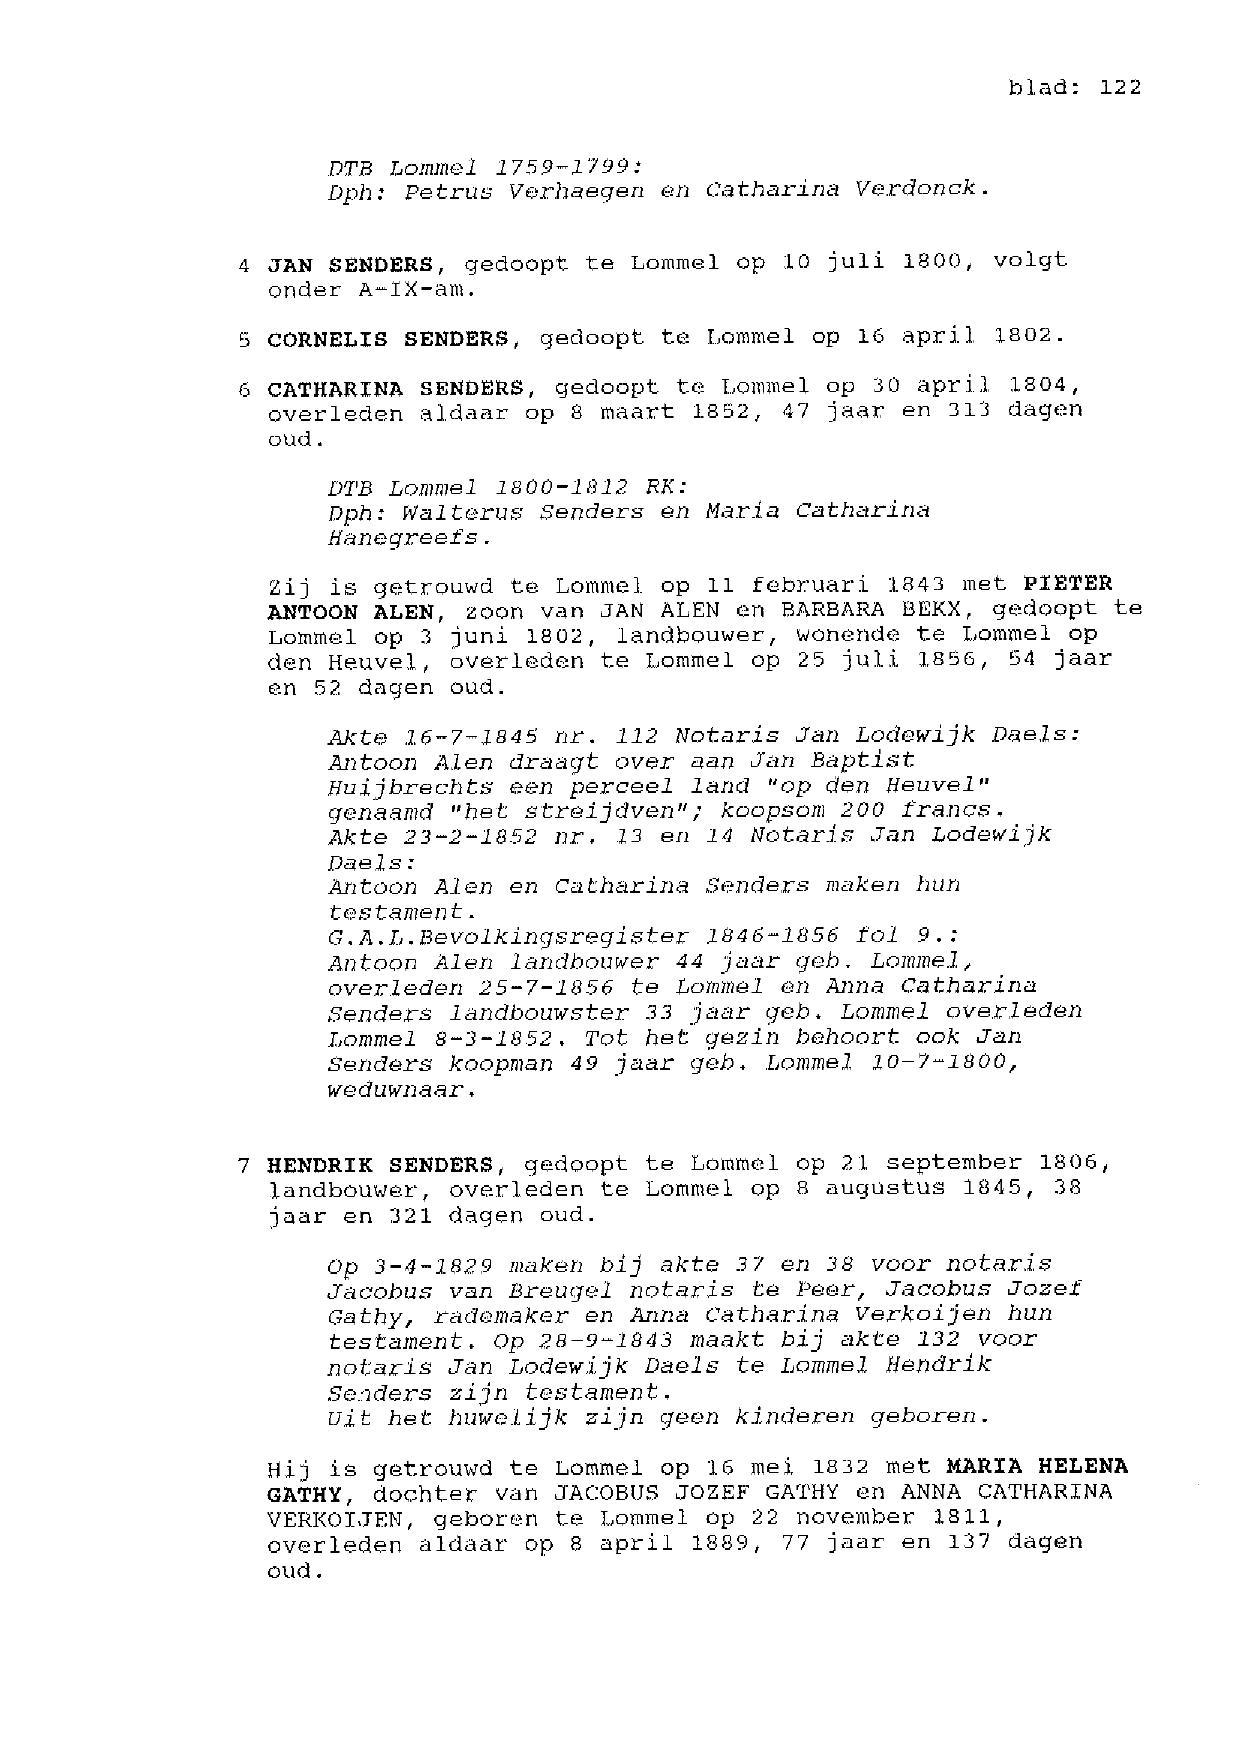 blad: 122
DTB Lommel 1759-1799:
Dph: Petrus Verhaegen en Catharina Verdonck.
4 JAN SENDERS, gedoopt te Lommel op 10 juli 1800, volgt
onder A-IX-am.
5 CORNELIS SENDERS, gedoopt te Lommel op 16 april 1802.
6 CATHARINA SENDERS, gedoopt te Lommel op 30 april 1804,
overleden aldaar op 8 maart 1852, 47 jaar en 313 dagen
oud.
DTB Lommel 1800-1812 RK:
Dph: Walterus Senders en Maria Catharina
Hanegreefs.
Zij is getrouwd te Lommel op 11 februari 1843 met PIETER
ANTOON ALEN, zoon van JAN ALEN en BARBARA BEKX, gedoopt te
Lommel op 3 juni 1802, landbouwer, wonende te Lommel op
den Heuvel, overleden te Lommel op 25 juli 1856, 54 jaar
en 52 dagen oud.
Akte 16-7-1845 nr. 112 Notaris Jan Lodewijk Daels:
Antoon Alen draagt over aan Jan Baptist
Huijbrechts een perceel land "op den Heuvel"
genaamd "het streijdven"; koopsom 200 francs.
Akte 23-2-1852 nr. 13 en 14 Notaris Jan Lodewijk
Daels:
Antoon Alen en Catharina Senders maken hun
testament.
G.A.L.Bevolkingsregister 1846-1856 fol 9.:
Antoon Alen landbouwer 44 jaar geb. Lommel,
overleden 25-7-1856 te Lommel en Anna Catharina
Senders landbouwster 33 jaar geb. Lommel overleden
Lommel 8-3-1852. Tot het gezin behoort ook Jan
Senders koopman 49 jaar geb. Lommel 10-7-1800,
weduwnaar.
7 HENDRIK SENDERS, gedoopt te Lommel op 21 september 1806,
landbouwer, overleden te Lommel op 8 augustus 1845, 38
jaar en 321 dagen oud.
Op 3-4-1829 maken bij akte 37 en 38 voor notaris
Jacobus van Breugel notaris te Peer, Jacobus Jozef
Gathy, rademaker en Anna Catharina Verkoijen hun
testament. Op 28-9-1843 maakt bij akte 132 voor
notaris Jan Lodewijk Daels te Lommel Hendrik
Senders zijn testament.
Uit het huwelijk zijn geen kinderen geboren.
Hij is getrouwd te Lommel op 16 mei 1832 met MARIA HELENA
GATHY, dochter van JACOBUS JOZEF GATHY en ANNA CATHARINA
VERKOIJEN, geboren te Lommel op 22 november 1811,
overleden aldaar op 8 april 1889, 77 jaar en 137 dagen
oud.